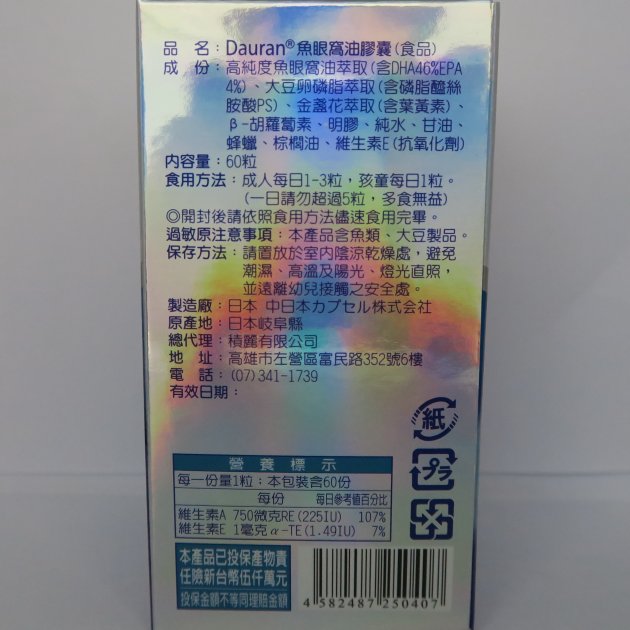 品 名：Dauran®魚眼窩油膠囊(食品)
成 份：高純度魚眼窩油萃取(含DHA46%EPA
4%)、大豆卵磷脂萃取(含磷脂醯絲
胺酸PS)、金盞花萃取(含葉黃素)、
β-胡蘿蔔素、明膠、純水、甘油、
蜂蠟、棕櫚油、維生素E(抗氧化劑)
內容量：60粒
食用方法：成人每日1-3粒，孩童每日1粒。
(一日請勿超過5粒，多食無益)
◎開封後請依照食用方法儘速食用完畢。
過敏原注意事項：本產品含魚類、大豆製品。
保存方法：請置放於室內陰涼乾燥處，避免
潮濕、高溫及陽光、燈光直照，
並遠離幼兒接觸之安全處。
製造廠：日本 中日本カプセル株式会社
原產地：日本岐阜縣
總代理：積麗有限公司
地 址：高雄市左營區富民路352號6樓
電 話：(07)341-1739
有效日期：
紙
プラ
營養標示
每一份量1粒；本包裝含60份
每份 每日參考值百分比
維生素A 750微克RE(225IU) 107%
維生素E 1毫克α-TE(1.49IU) 7%
本產品已投保產物責
任險新台幣伍仟萬元
投保金額不等同理賠金額
4 582487 250407